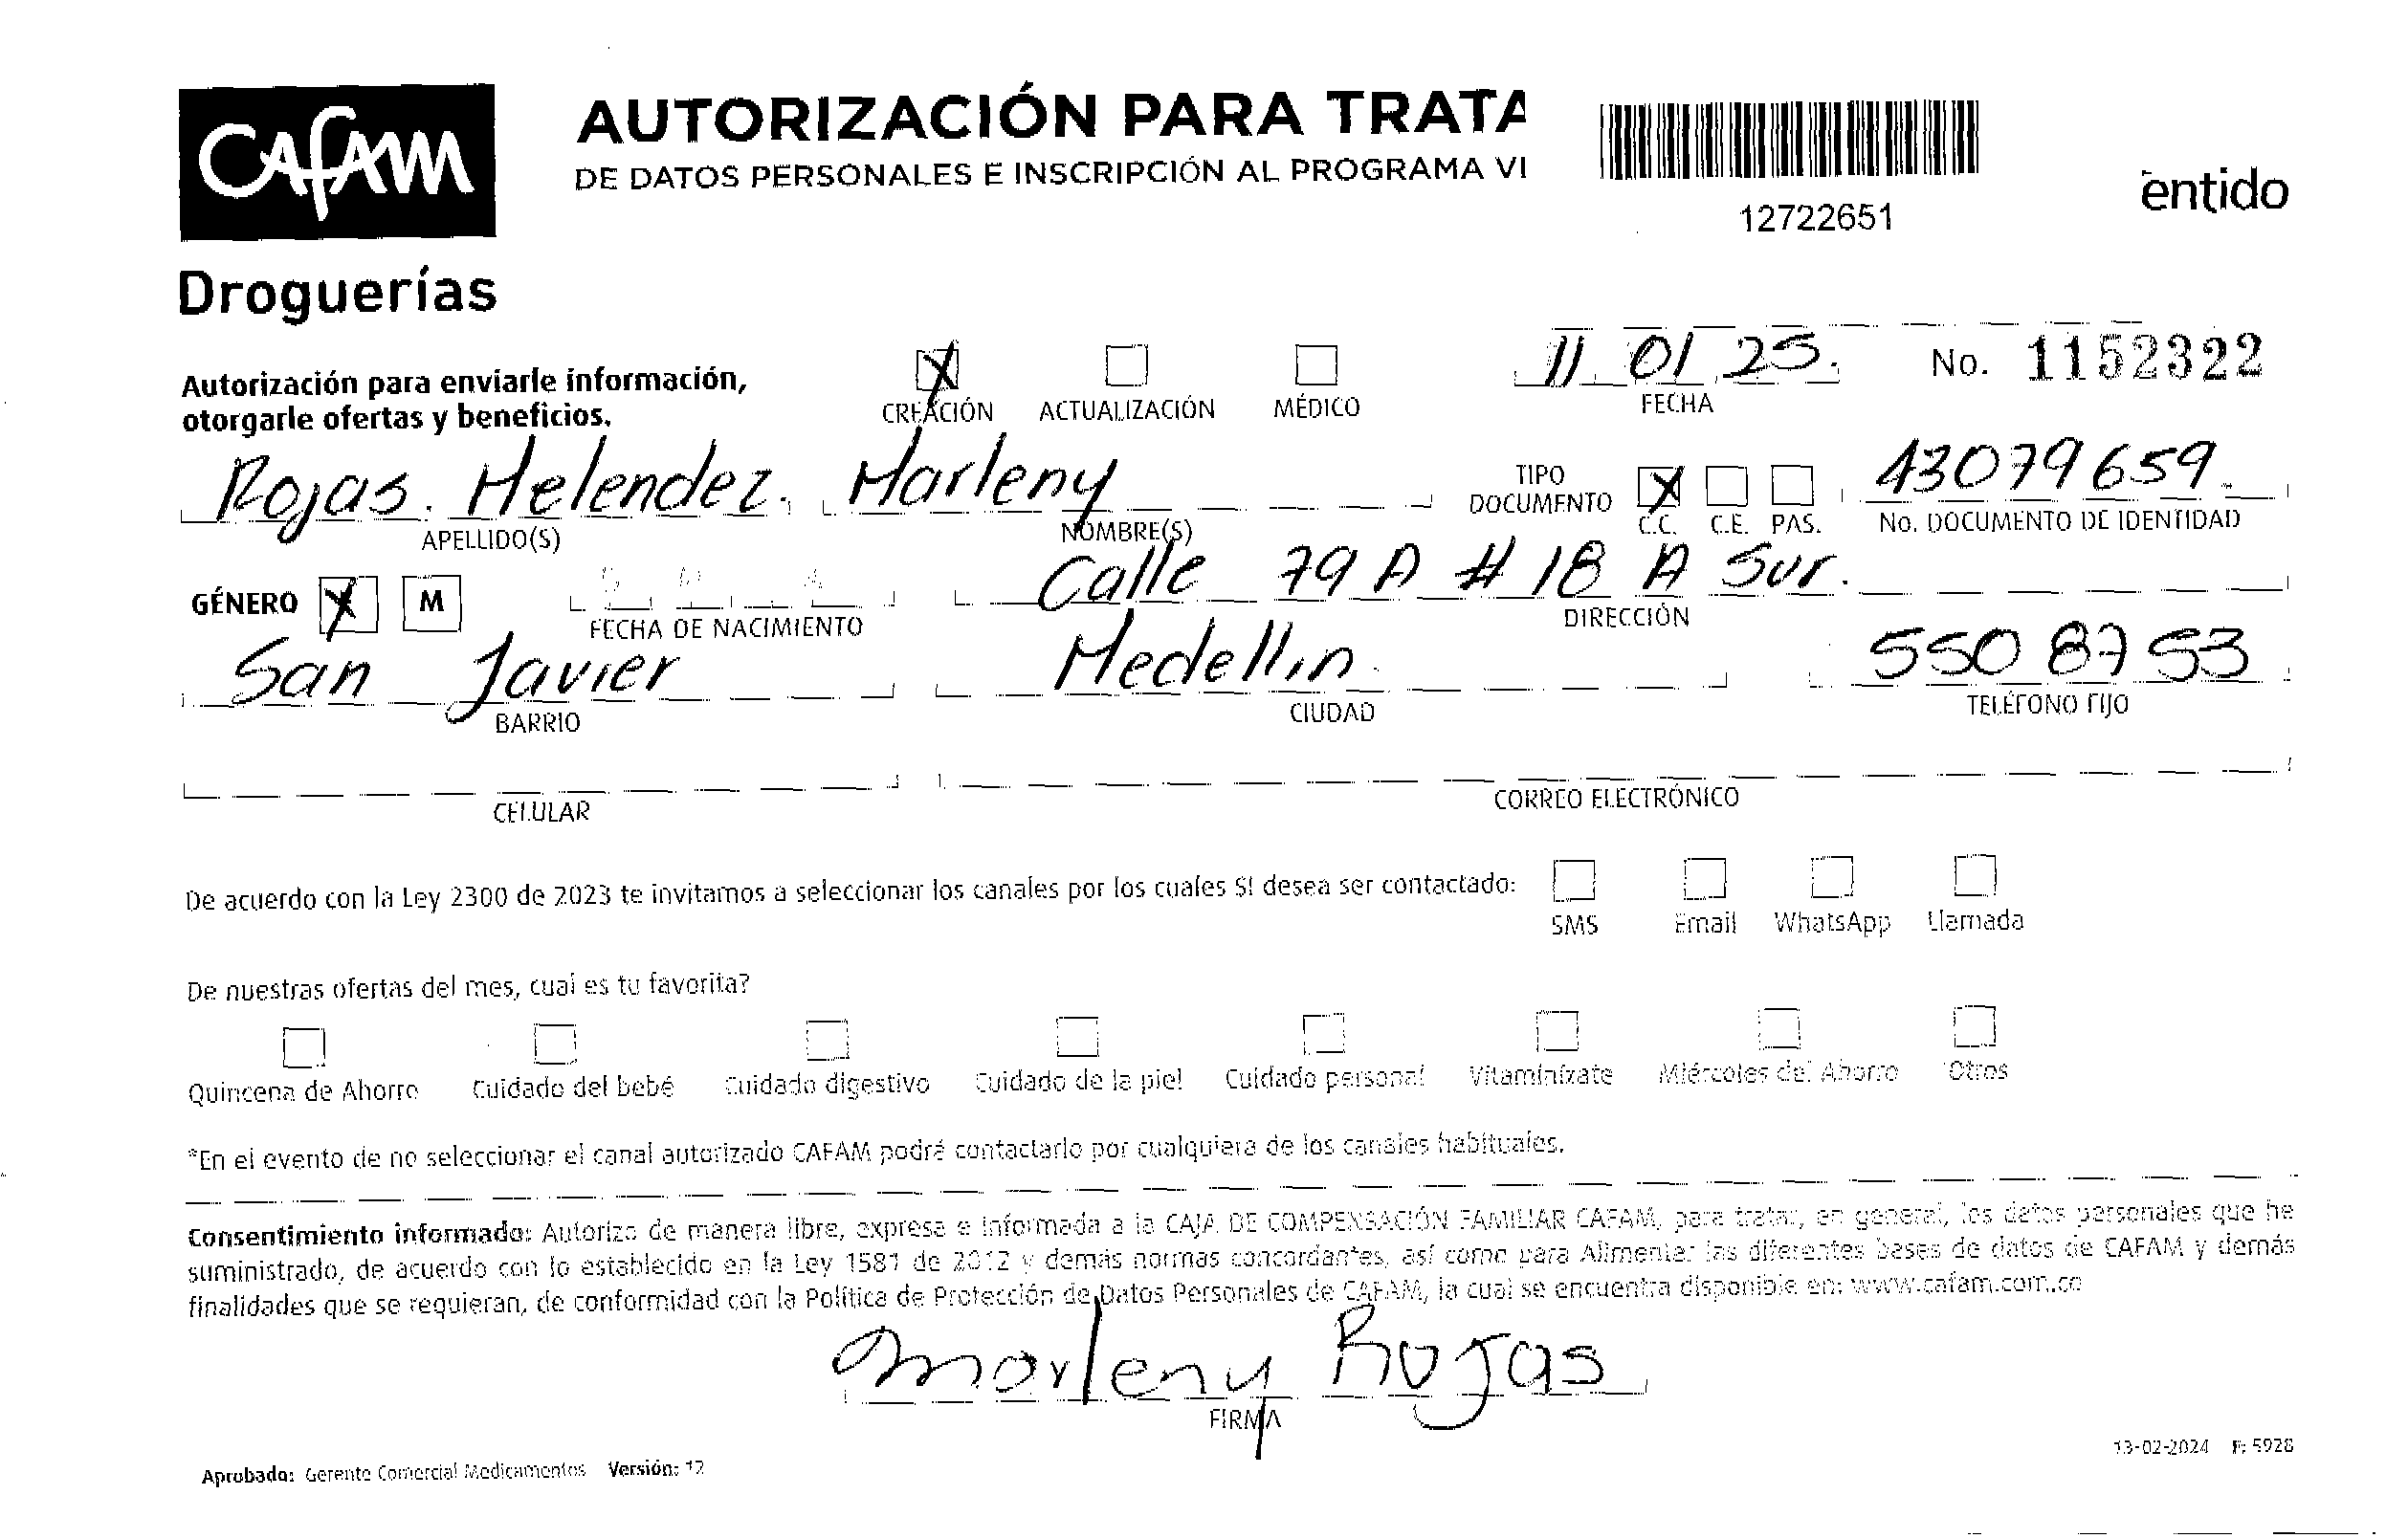 CAFAM
Droguerías
AUTORIZACIÓN PARA TRATA
DE DATOS PERSONALES E INSCRIPCIÓN AL PROGRAMA VI
12722651
entido
Autorización para enviarle información,
otorgarle ofertas y beneficios.
CREACIÓN ACTUALIZACIÓN MÉDICO
11 01 25.
FECHA
No. 1152322
Rojas. Melendez. Marleny
APELLIDO(S) NOMBRE(S)
TIPO
DOCUMENTO
C.C. C.E. PAS.
43079659.
No. DOCUMENTO DE IDENTIDAD
GÉNERO M
D M A
FECHA DE NACIMIENTO
Calle 79 A # 18 A Sur.
DIRECCIÓN
San Javier
BARRIO
Medellin.
CIUDAD
550 87 53
TELÉFONO FIJO
CELULAR
CORREO ELECTRÓNICO
De acuerdo con la Ley 2300 de 2023 te invitamos a seleccionar los canales por los cuales SI desea ser contactado:
SMS Email WhatsApp Llamada
De nuestras ofertas del mes, cual es tu favorita?
Quincena de Ahorro Cuidado del bebé Cuidado digestivo Cuidado de la piel Cuidado personal Vitamínizate Miércoles del Ahorro Otros
*En el evento de no seleccionar el canal autorizado CAFAM podrá contactarlo por cualquiera de los canales habituales.
Consentimiento informado: Autorizo de manera libre, expresa e informada a la CAJA DE COMPENSACIÓN FAMILIAR CAFAM, para tratar, en general, los datos personales que he
suministrado, de acuerdo con lo establecido en la Ley 1581 de 2012 y demás normas concordantes, así como para Alimentar las diferentes bases de datos de CAFAM y demás
finalidades que se requieran, de conformidad con la Política de Protección de Datos Personales de CAFAM, la cual se encuentra disponible en: www.cafam.com.co
Marleny Rojas
FIRMA
Aprobado: Gerente Comercial Medicamentos Versión: 12
13-02-2024 F: 5928